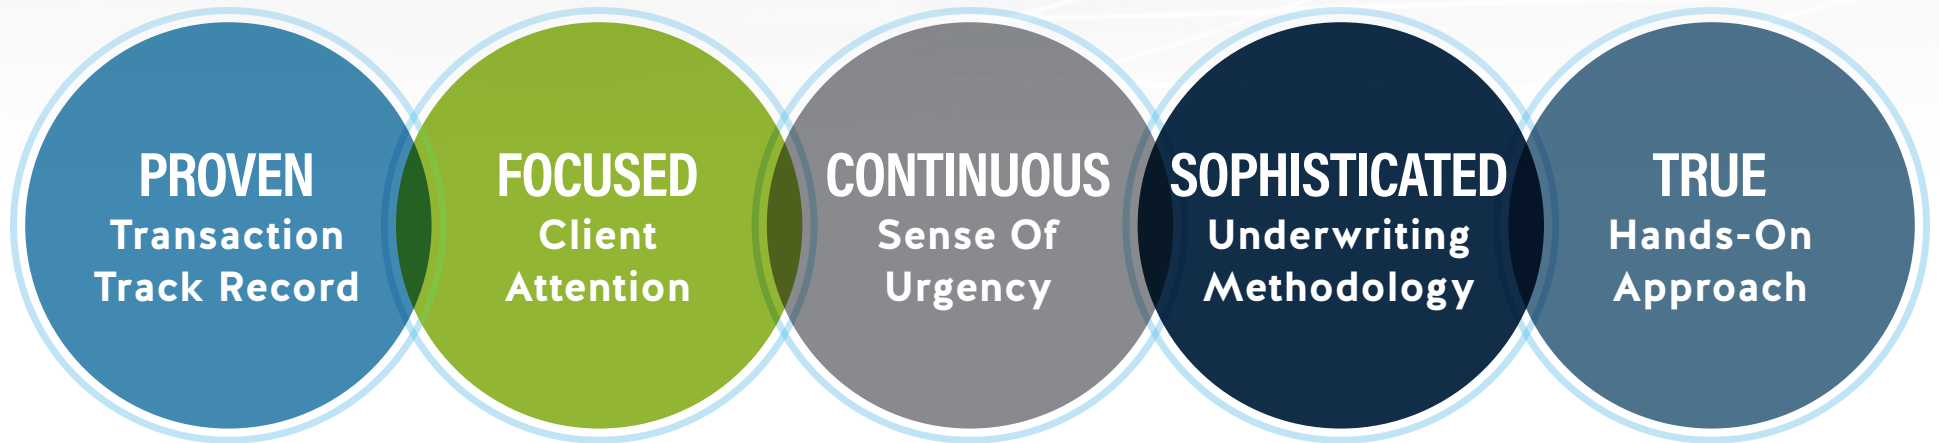 PROVEN
Transaction
Track Record
FOCUSED
Client
Attention
CONTINUOUS
Sense Of
Urgency
SOPHISTICATED
Underwriting
Methodology
TRUE
Hands-On
Approach